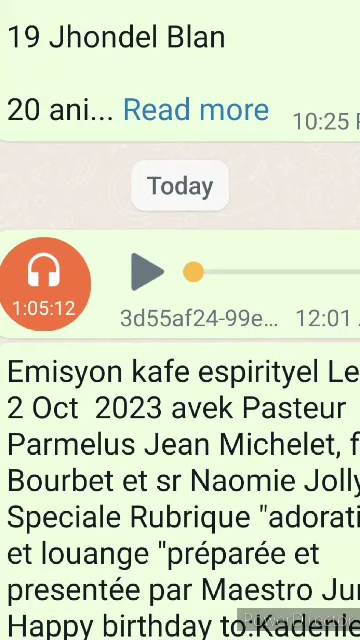 19 Jhondel Blan
20 ani... Read more
10:25
Today
1:05:12
3d55af24-99e...
12:01
Emisyon kafe espirityel Le
2 Oct 2023 avek Pasteur
Parmelus Jean Michelet, f
Bourbet et sr Naomie Jolly
Speciale Rubrique "adorati
et louange "préparée et
presentée par Maestro Ju
Happy birthday to:Kadenie